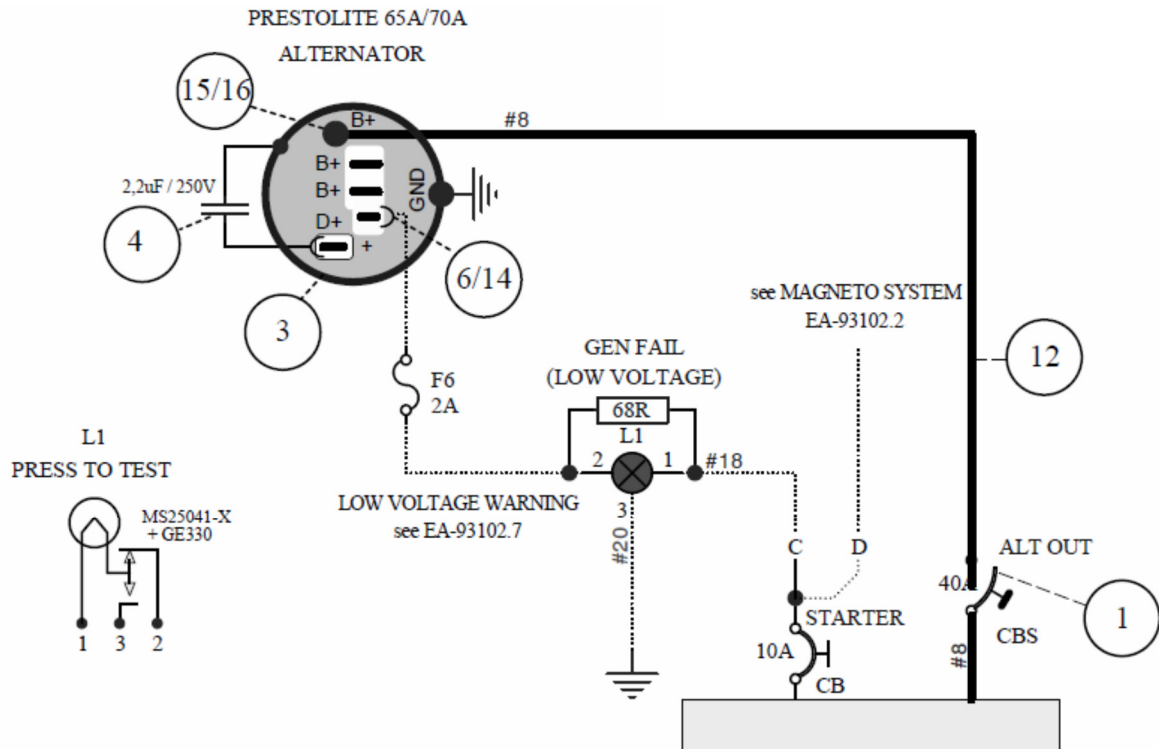 PRESTOLITE 65A/70A
ALTERNATOR
15/16
B+
#8
B+
B+
GND
D+
+
2,2uF / 250V
4
3
6/14
see MAGNETO SYSTEM
EA-93102.2
12
F6
2A
GEN FAIL
(LOW VOLTAGE)
68R
L1
2
1
#18
3
#20
LOW VOLTAGE WARNING
see EA-93102.7
L1
PRESS TO TEST
MS25041-X
+ GE330
1
3
2
C
D
STARTER
10A
CB
ALT OUT
40A
1
CBS
#8